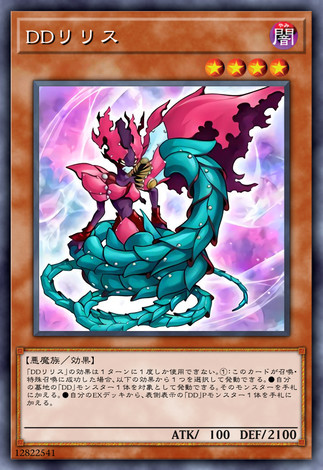 DDリリス
闇
やみ
【悪魔族／効果】
「DDリリス」の効果は１ターンに１度しか使用できない。①：このカードが召喚・
特殊召喚に成功した場合、以下の効果から１つを選択して発動できる。●自分
の墓地の「DD」モンスター１体を対象として発動できる。そのモンスターを手札
に加える。●自分のEXデッキから、表側表示の「DD」Pモンスター１体を手札に
加える。
ATK/ 100 DEF/2100
12822541